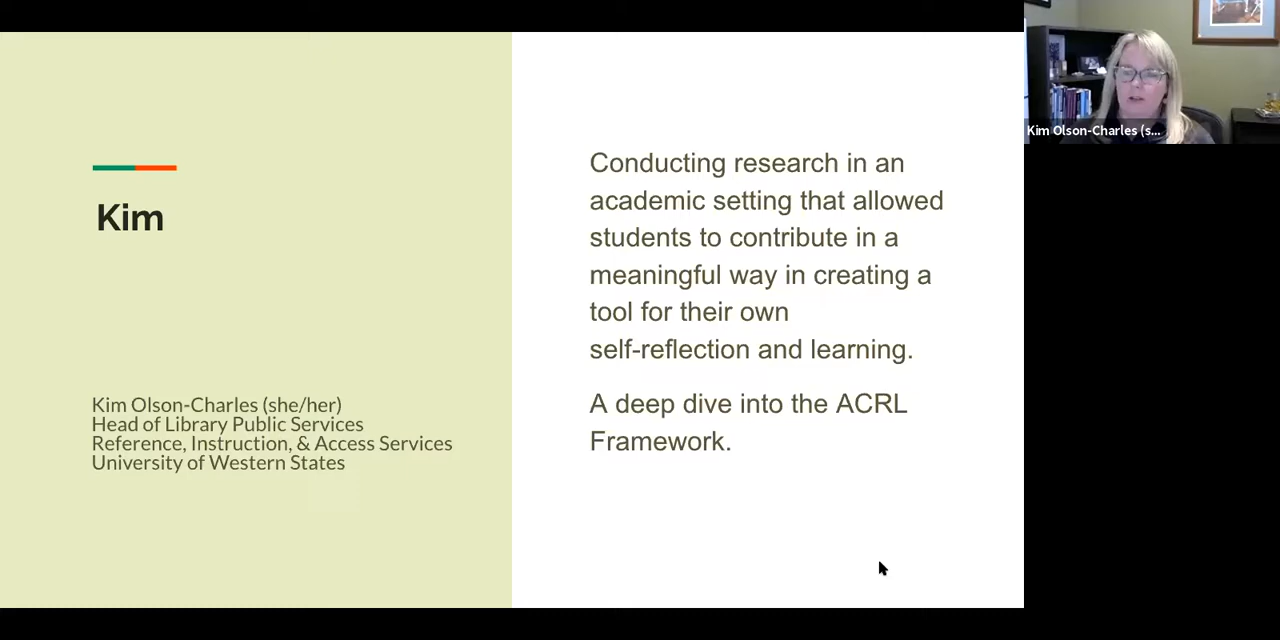 Kim
Kim Olson-Charles (she/her)
Head of Library Public Services
Reference, Instruction, & Access Services
University of Western States
Conducting research in an
academic setting that allowed
students to contribute in a
meaningful way in creating a
tool for their own
self-reflection and learning.
A deep dive into the ACRL
Framework.
Kim Olson-Charles (s...